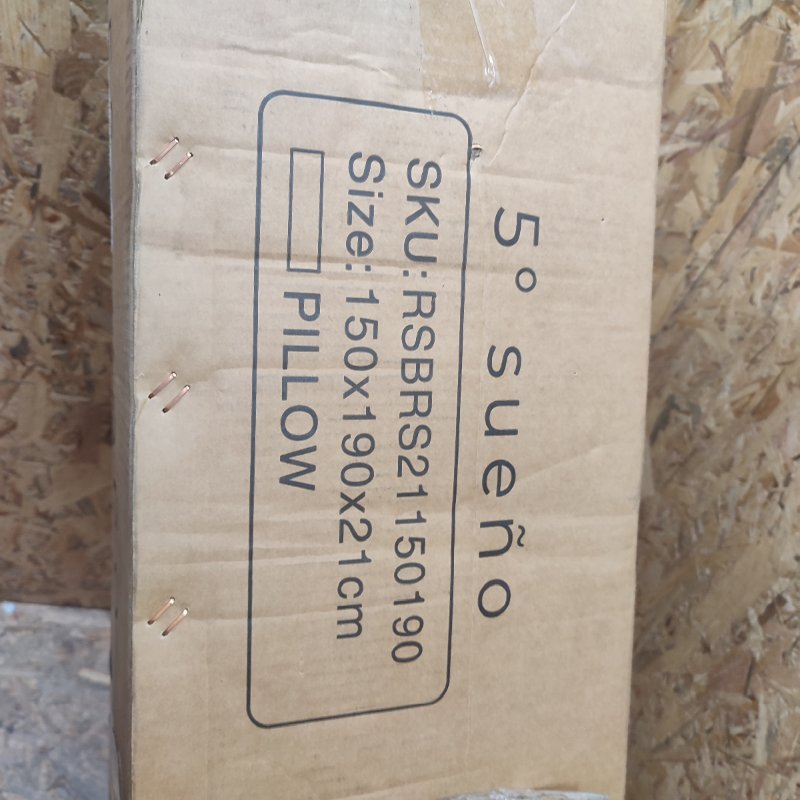 5° sueño
SKU:RSBRS21150190
Size:150x190x21cm
PILLOW